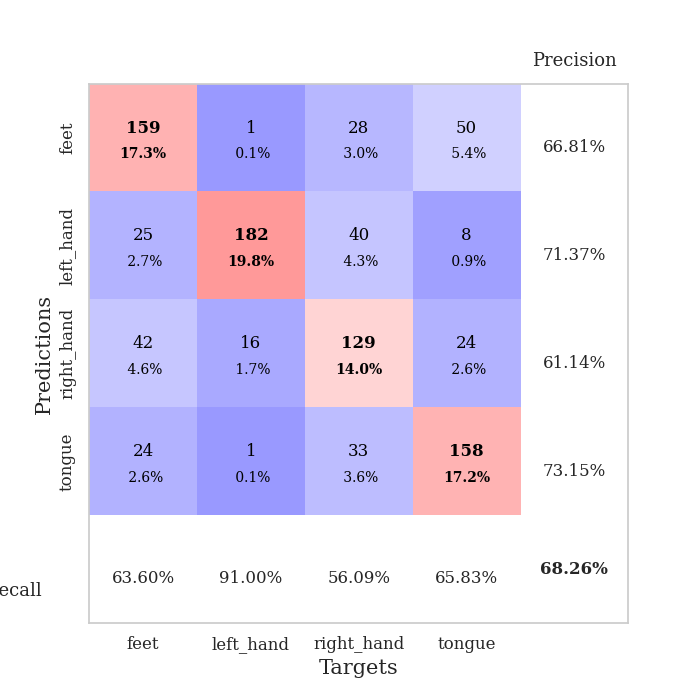 Precision
feet 159 1 28 50 66.81%
17.3% 0.1% 3.0% 5.4%
left_hand 25 182 40 8 71.37%
2.7% 19.8% 4.3% 0.9%
Predictions
right_hand 42 16 129 24 61.14%
4.6% 1.7% 14.0% 2.6%
tongue 24 1 33 158 73.15%
2.6% 0.1% 3.6% 17.2%
ecall 63.60% 91.00% 56.09% 65.83% 68.26%
feet left_hand right_hand tongue
Targets